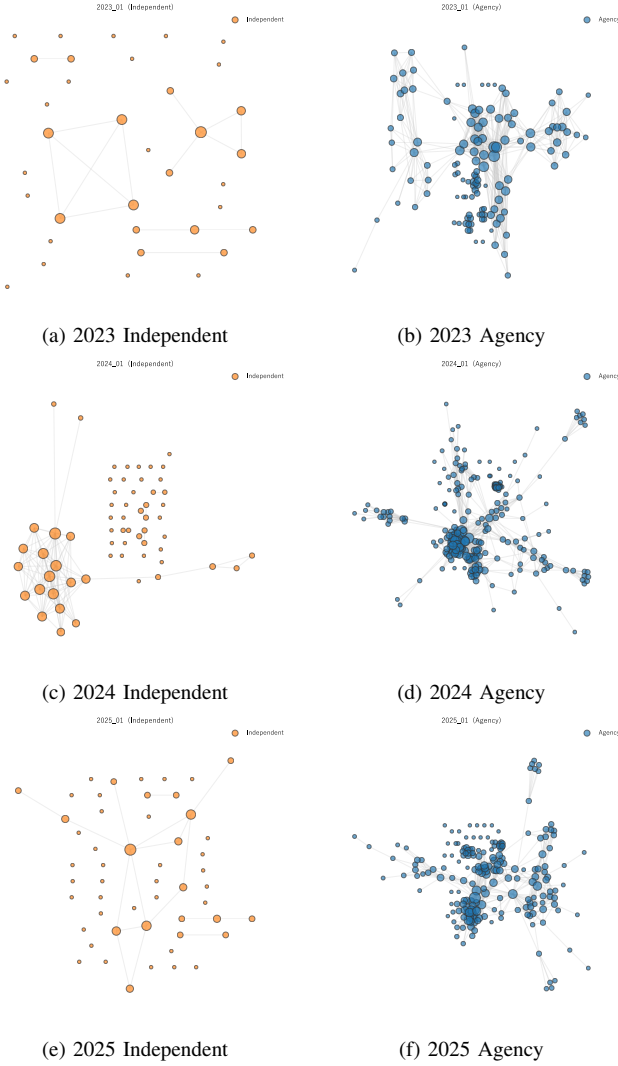 2023_01 (Independent)
Independent
2023_01 (Agency)
Agency
(a) 2023 Independent
(b) 2023 Agency
2024_01 (Independent)
Independent
2024_01 (Agency)
Agency
(c) 2024 Independent
(d) 2024 Agency
2025_01 (Independent)
Independent
2025_01 (Agency)
Agency
(e) 2025 Independent
(f) 2025 Agency